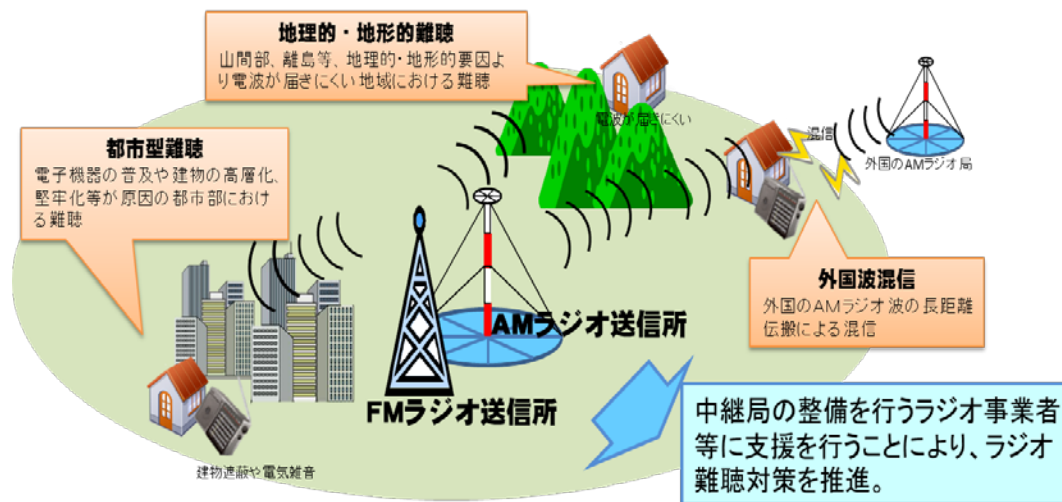 地理的・地形的難聴
山間部、離島等、地理的・地形的要因よ
り電波が届きにくい地域における難聴
電波が届きにくい
混信
外国のAMラジオ局
都市型難聴
電子機器の普及や建物の高層化、
堅牢化等が原因の都市部におけ
る難聴
外国波混信
外国のAMラジオ波の長距離
伝搬による混信
AMラジオ送信所
FMラジオ送信所
建物遮蔽や電気雑音
中継局の整備を行うラジオ事業者
等に支援を行うことにより、ラジオ
難聴対策を推進。